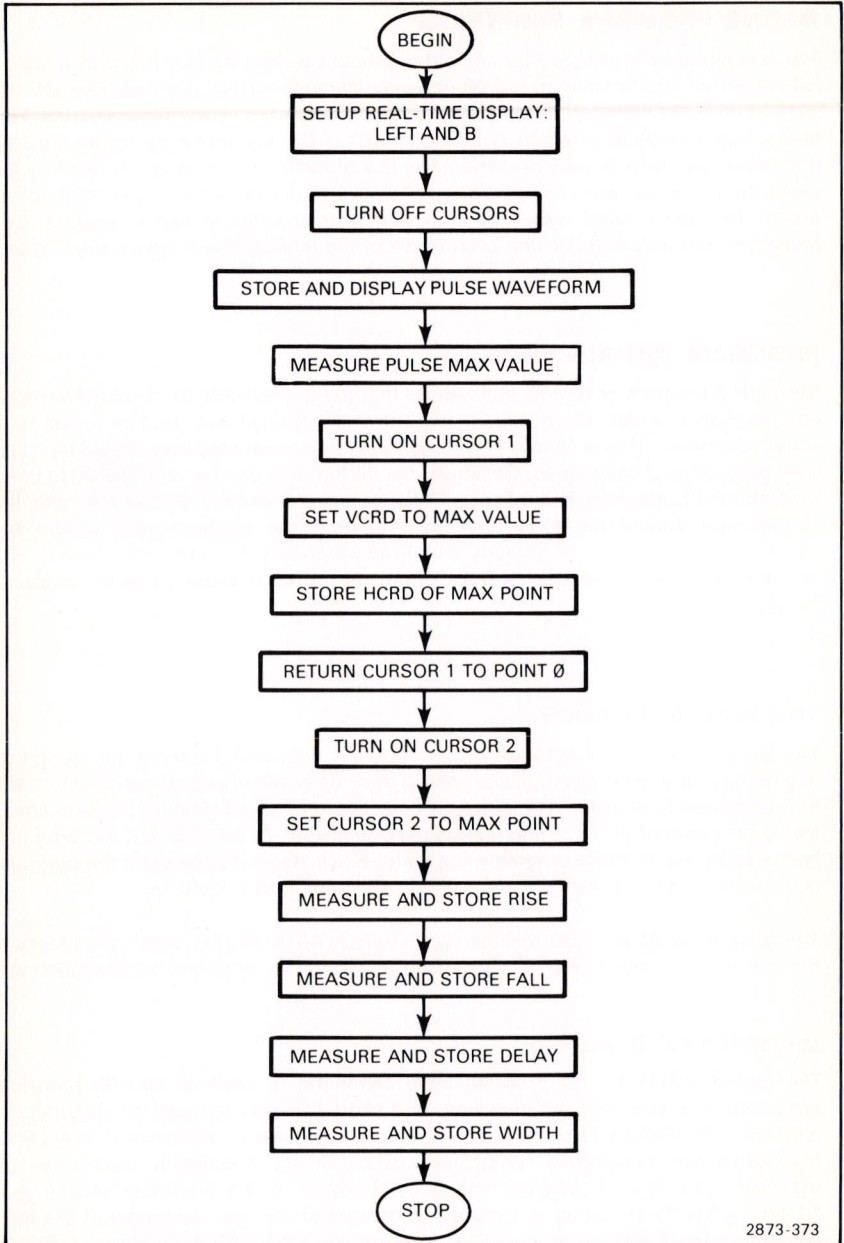 BEGIN
SETUP REAL-TIME DISPLAY:
LEFT AND B
TURN OFF CURSORS
STORE AND DISPLAY PULSE WAVEFORM
MEASURE PULSE MAX VALUE
TURN ON CURSOR 1
SET VCRD TO MAX VALUE
STORE HCRD OF MAX POINT
RETURN CURSOR 1 TO POINT Ø
TURN ON CURSOR 2
SET CURSOR 2 TO MAX POINT
MEASURE AND STORE RISE
MEASURE AND STORE FALL
MEASURE AND STORE DELAY
MEASURE AND STORE WIDTH
STOP
2873-373